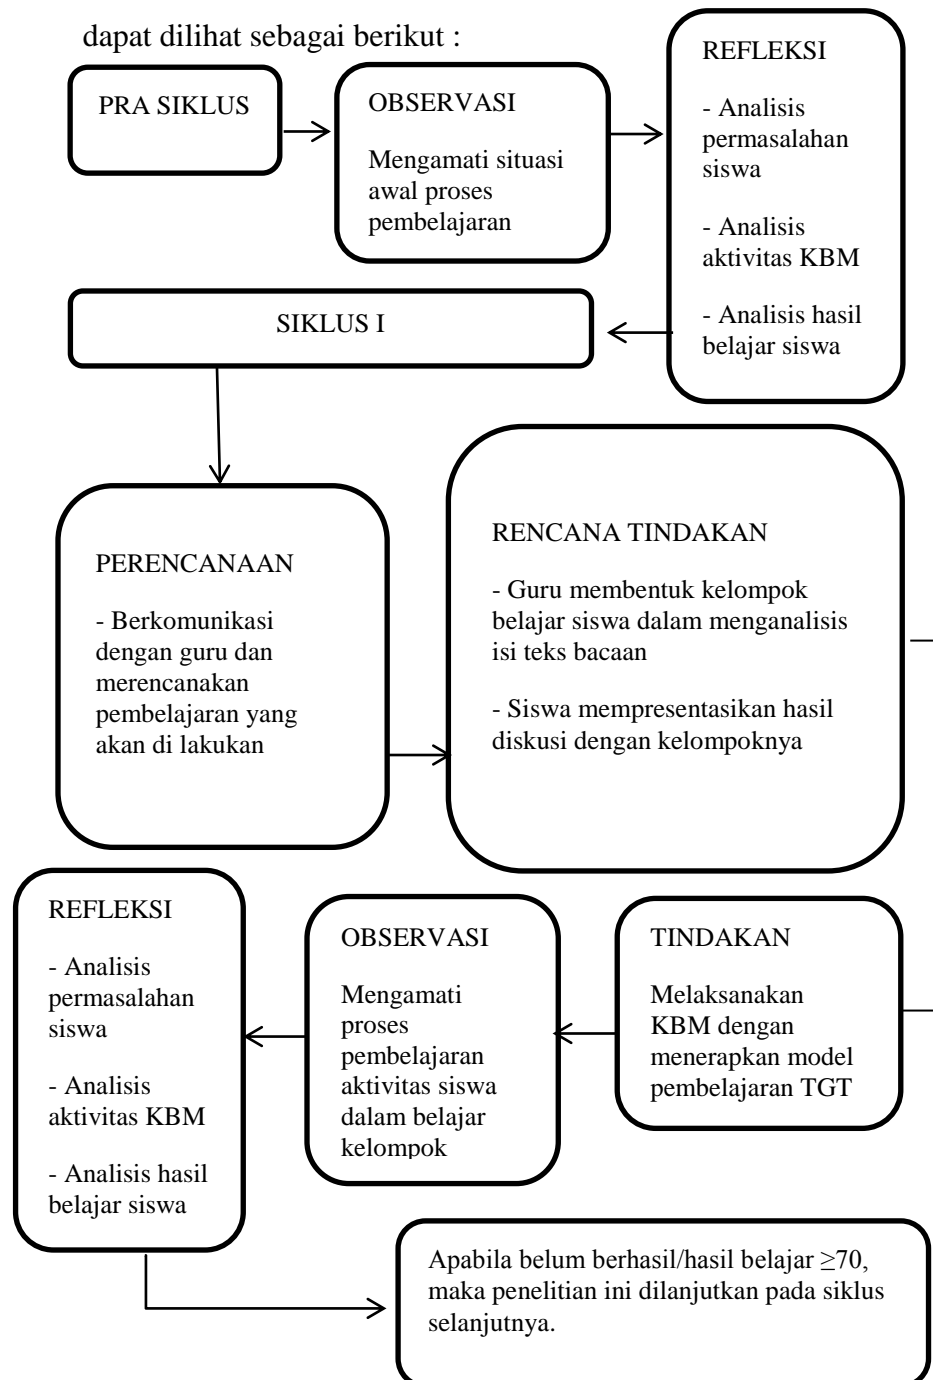 dapat dilihat sebagai berikut :
PRA SIKLUS
OBSERVASI
Mengamati situasi
awal proses
pembelajaran
REFLEKSI
- Analisis
permasalahan
siswa
- Analisis
aktivitas KBM
- Analisis hasil
belajar siswa
SIKLUS I
PERENCANAAN
- Berkomunikasi
dengan guru dan
merencanakan
pembelajaran yang
akan di lakukan
RENCANA TINDAKAN
- Guru membentuk kelompok
belajar siswa dalam menganalisis
isi teks bacaan
- Siswa mempresentasikan hasil
diskusi dengan kelompoknya
TINDAKAN
Melaksanakan
KBM dengan
menerapkan model
pembelajaran TGT
OBSERVASI
Mengamati
proses
pembelajaran
aktivitas siswa
dalam belajar
kelompok
REFLEKSI
- Analisis
permasalahan
siswa
- Analisis
aktivitas KBM
- Analisis hasil
belajar siswa
Apabila belum berhasil/hasil belajar ≥70,
maka penelitian ini dilanjutkan pada siklus
selanjutnya.